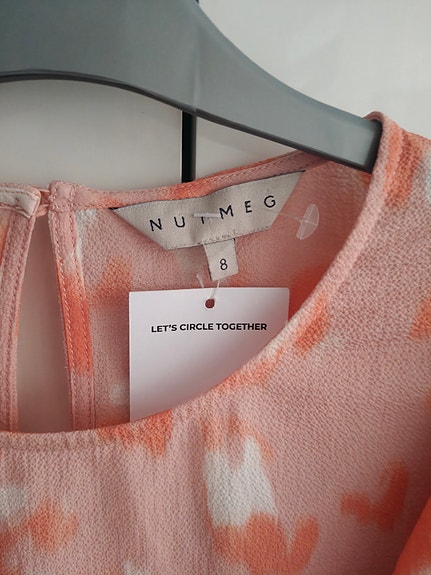 NUTMEG
8
LET'S CIRCLE TOGETHER